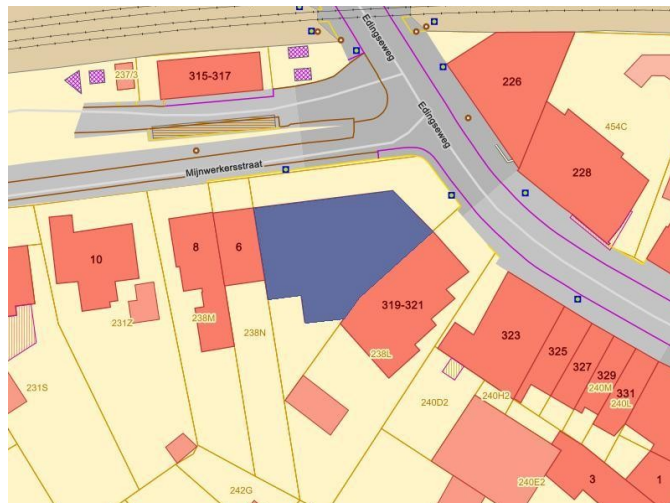 Edingseweg
237/3
315-317
226
Edingseweg
454C
Mijnwerkersstraat
228
8
6
10
319-321
231Z
238M
323
238N
325
238L
327
329
231S
240M
331
240H2
240L
240D2
3
1
240E2
242G